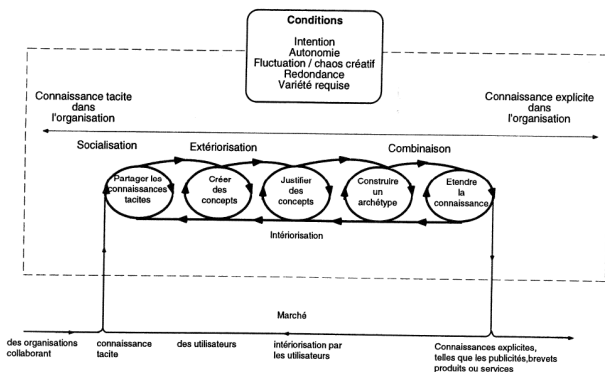 Conditions
Intention
Autonomie
Fluctuation / chaos créatif
Redondance
Variété requise
Connaissance tacite
dans
l'organisation
Connaissance explicite
dans
l'organisation
Socialisation
Extériorisation
Combinaison
Partager les
connaissances
tacites
Créer
des
concepts
Justifier
des
concepts
Construire
un
archétype
Etendre
la
connaissance
Intériorisation
Marché
des organisations
collaborant
connaissance
tacite
des utilisateurs
intériorisation par
les utilisateurs
Connaissances explicites,
telles que les publicités,brevets
produits ou services